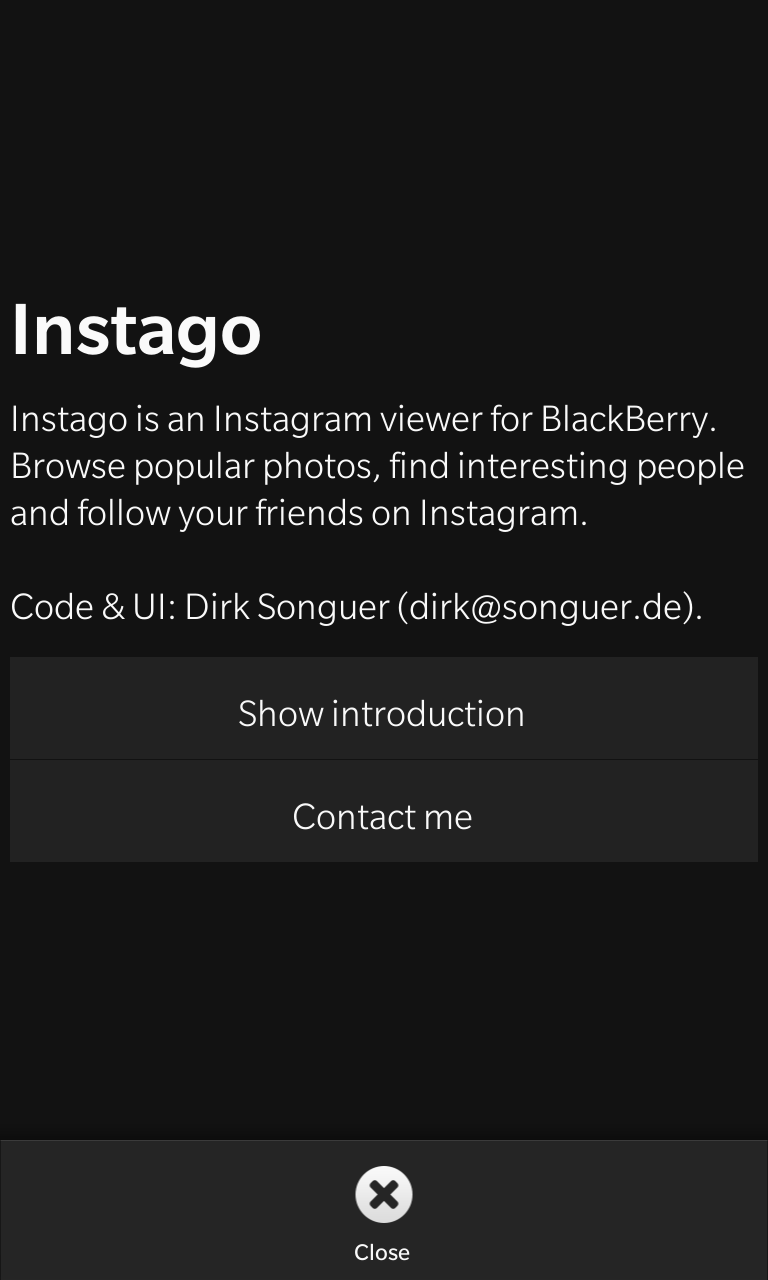 Instago
Instago is an Instagram viewer for BlackBerry.
Browse popular photos, find interesting people
and follow your friends on Instagram.
Code & UI: Dirk Songuer (dirk@songuer.de).
Show introduction
Contact me
Close